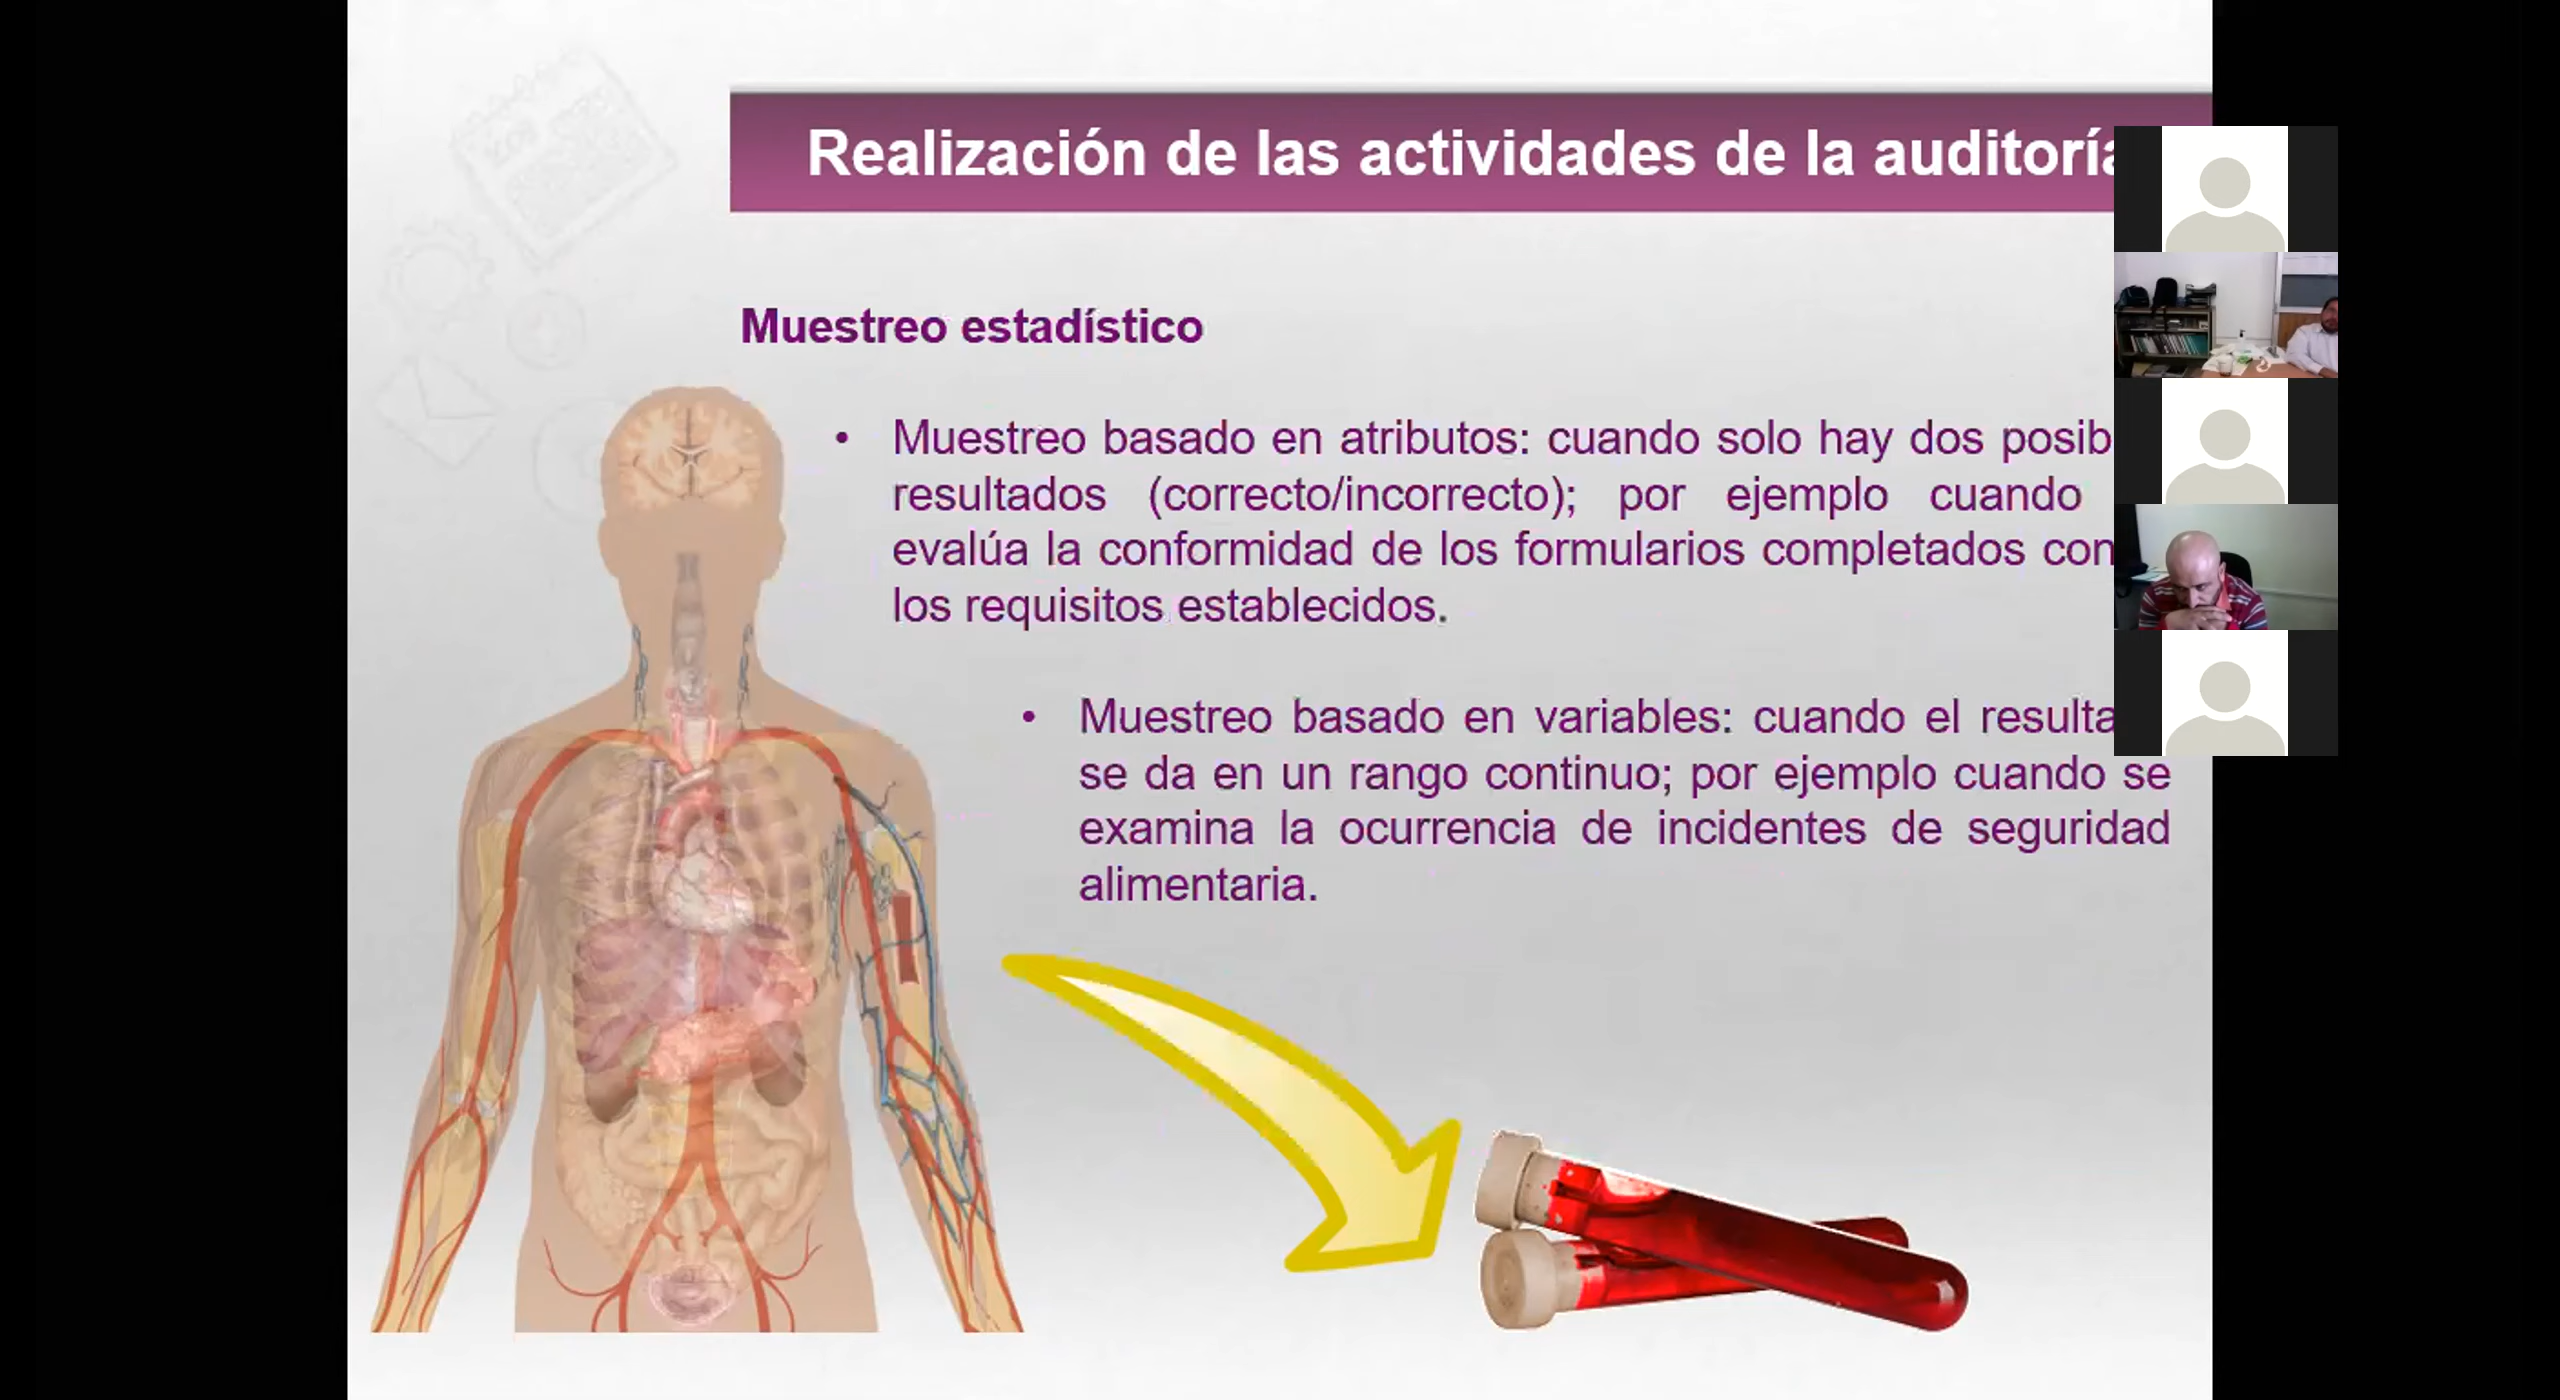 Realización de las actividades de la auditoría
Muestreo estadístico
• Muestreo basado en atributos: cuando solo hay dos
resultados (correcto/incorrecto); por ejemplo cuando
evalúa la conformidad de los formularios completados con
los requisitos establecidos.
• Muestreo basado en variables: cuando el
se da en un rango continuo; por ejemplo cuando se
examina la ocurrencia de incidentes de seguridad
alimentaria.